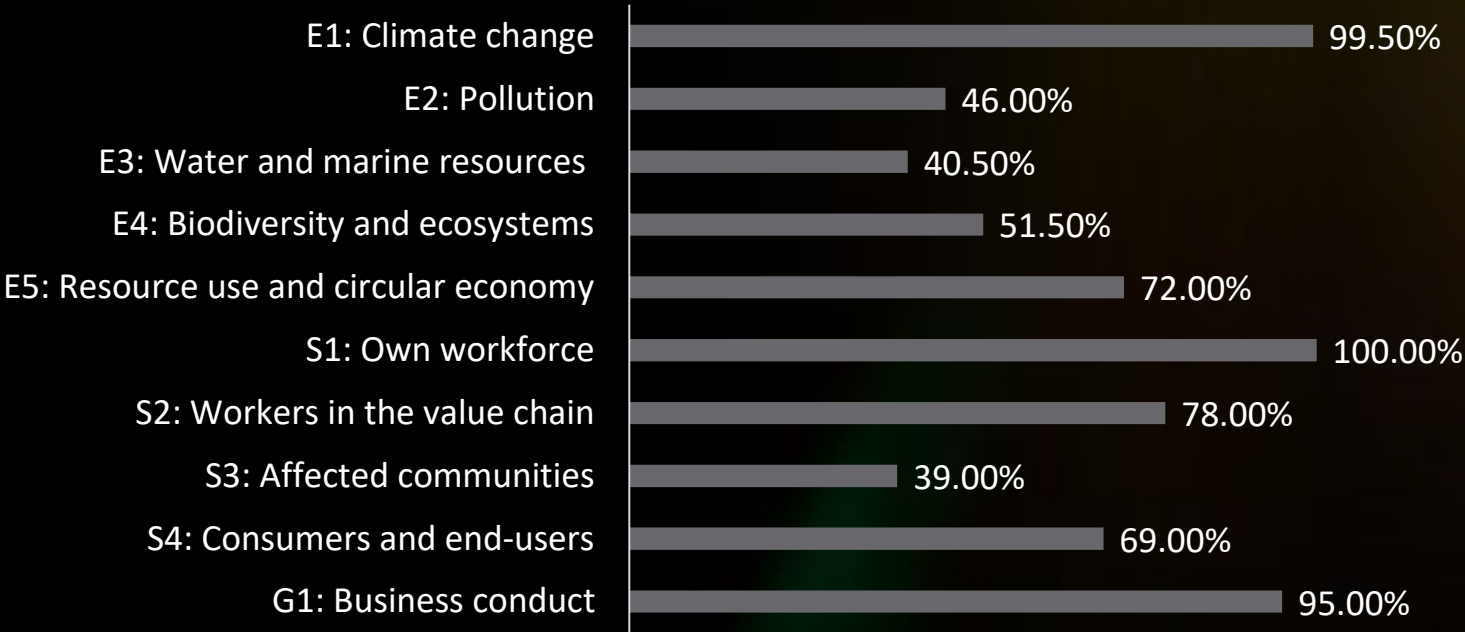 E1: Climate change 99.50%
E2: Pollution 46.00%
E3: Water and marine resources 40.50%
E4: Biodiversity and ecosystems 51.50%
E5: Resource use and circular economy 72.00%
S1: Own workforce 100.00%
S2: Workers in the value chain 78.00%
S3: Affected communities 39.00%
S4: Consumers and end-users 69.00%
G1: Business conduct 95.00%